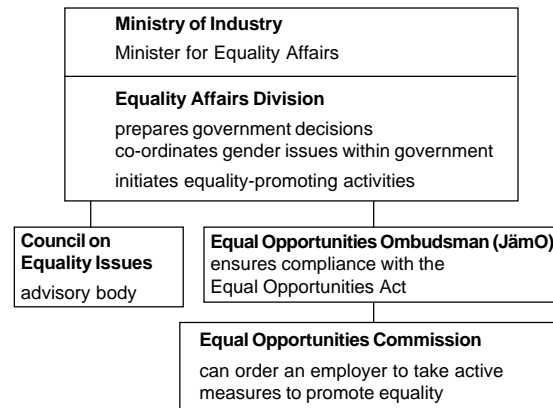 Ministry of Industry
Minister for Equality Affairs
Equality Affairs Division
prepares government decisions
co-ordinates gender issues within government
initiates equality-promoting activities
Council on
Equality Issues
advisory body
Equal Opportunities Ombudsman (JämO)
ensures compliance with the
Equal Opportunities Act
Equal Opportunities Commission
can order an employer to take active
measures to promote equality